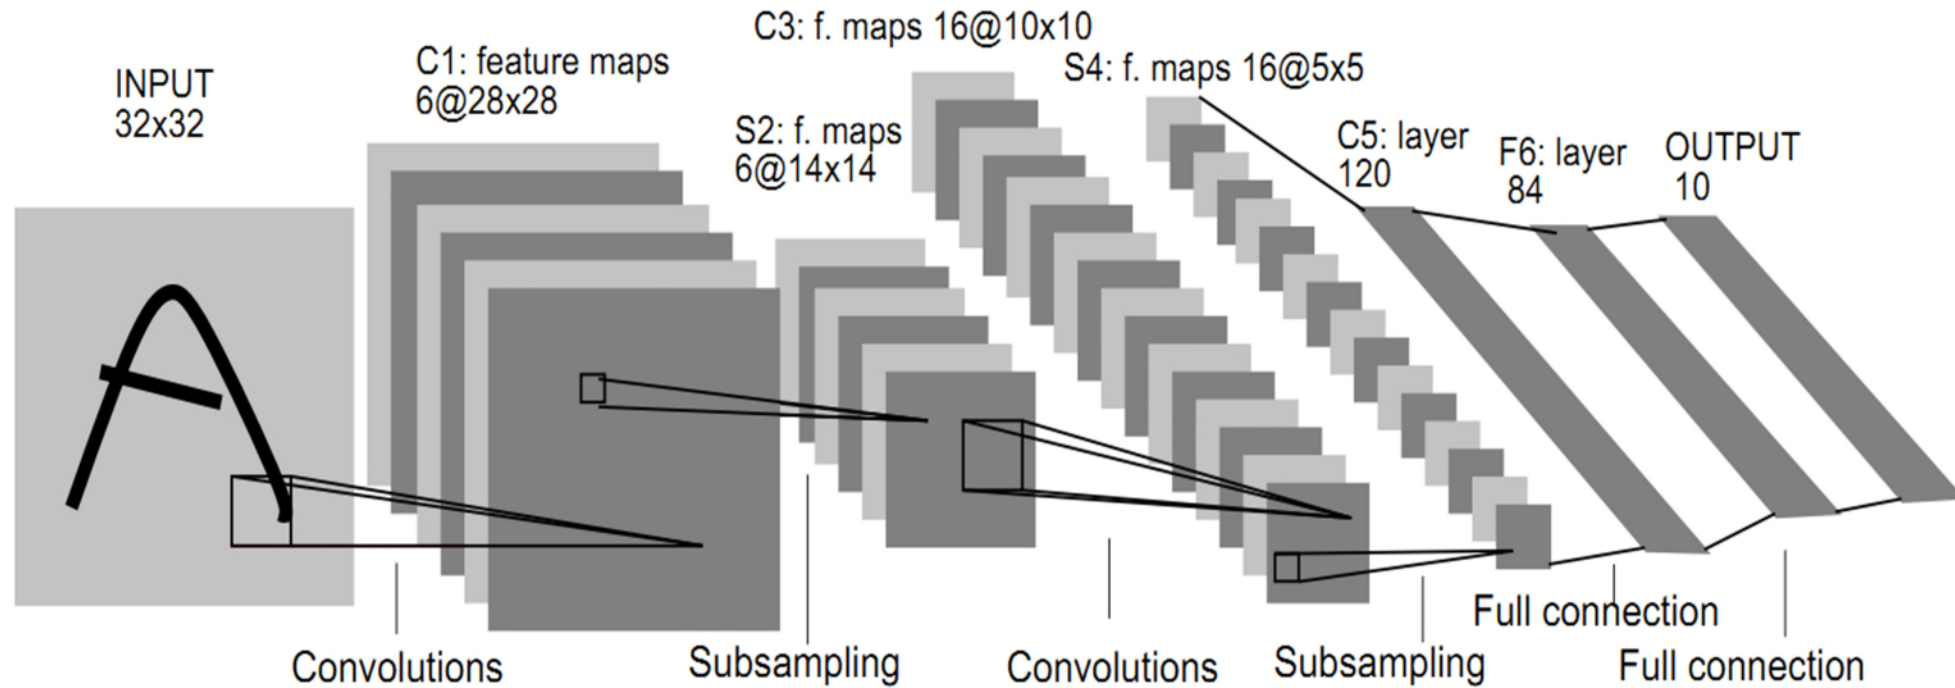 INPUT
32x32
C1: feature maps
6@28x28
S2: f. maps
6@14x14
C3: f. maps 16@10x10
S4: f. maps 16@5x5
C5: layer
120
F6: layer
84
OUTPUT
10
Convolutions
Subsampling
Convolutions
Subsampling
Full connection
Full connection